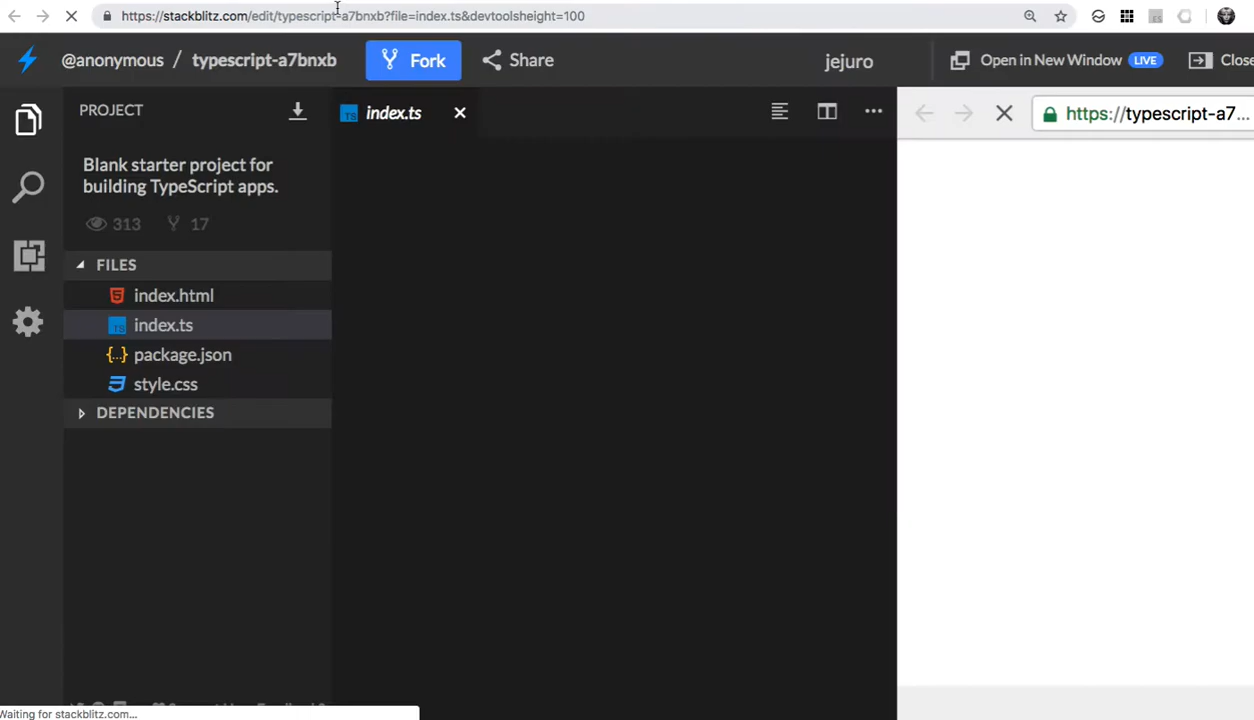 https://stackblitz.com/edit/typescript-a7bnxb?file=index.ts&devtoolsheight=100
@anonymous / typescript-a7bnxb Fork Share jejuro Open in New Window LIVE Close
PROJECT
TS index.ts
https://typescript-a7...
Blank starter project for
building TypeScript apps.
313 17
FILES
index.html
TS index.ts
{..} package.json
style.css
DEPENDENCIES
Waiting for stackblitz.com...